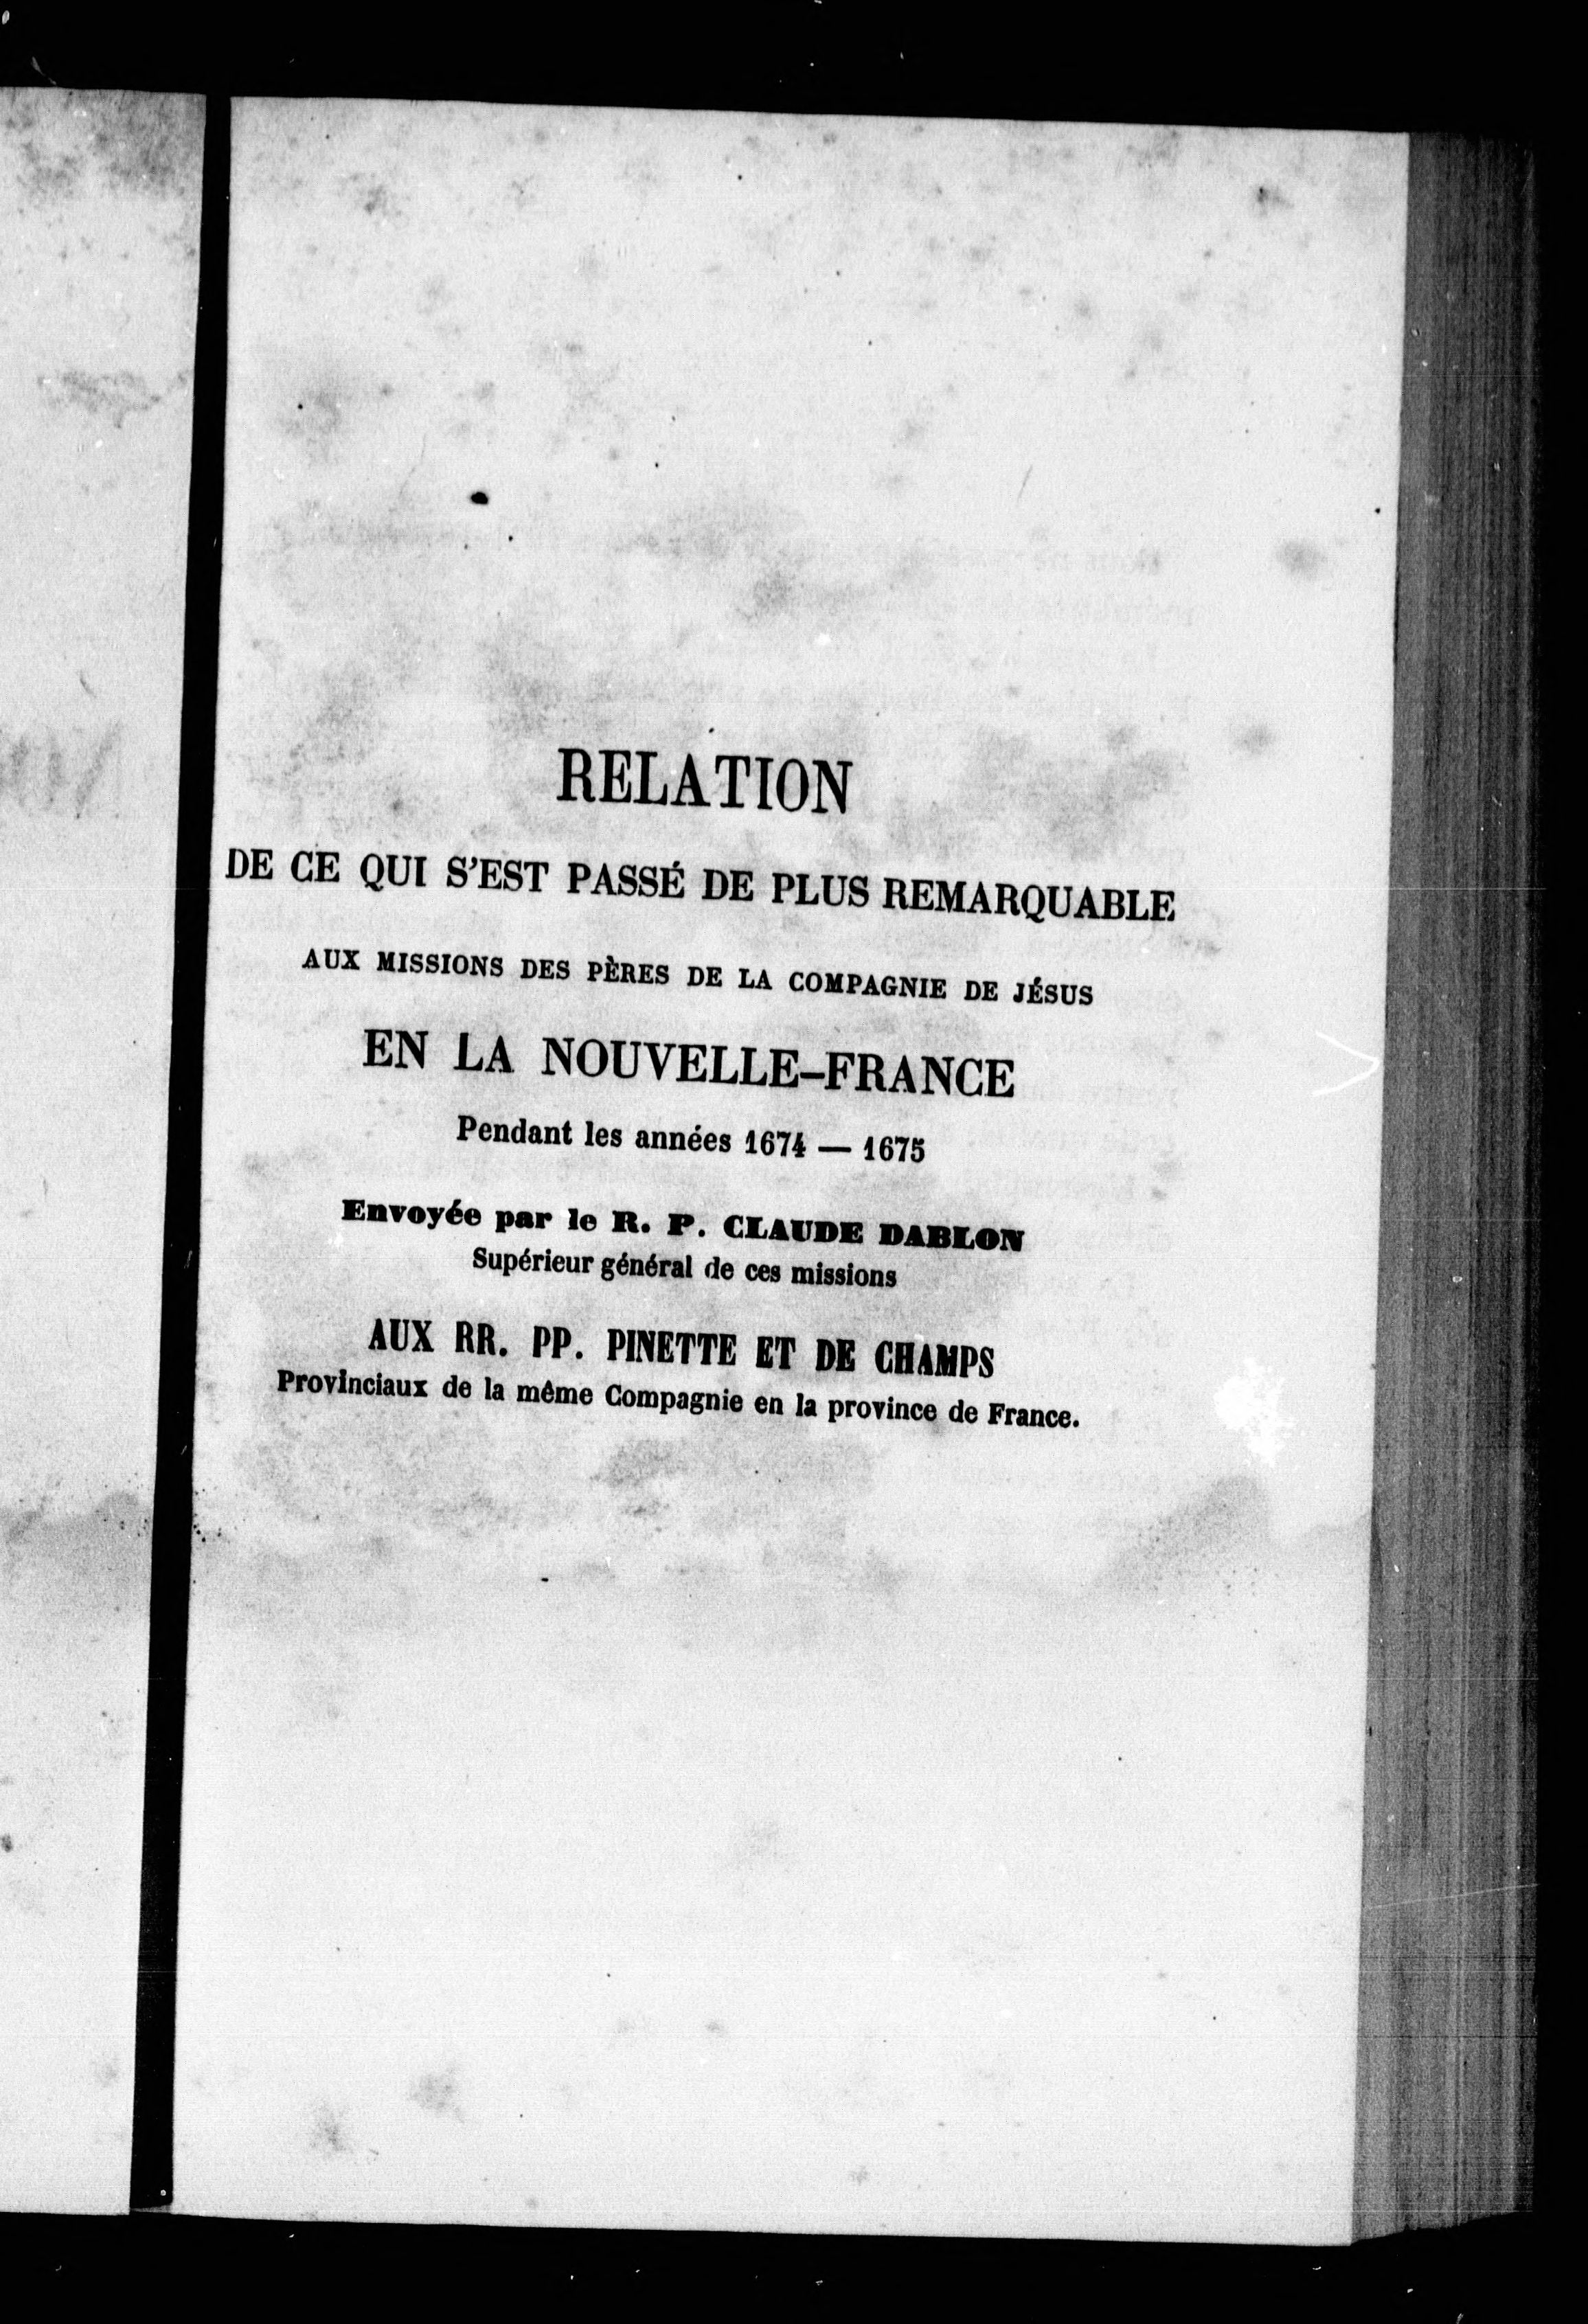 RELATION
DE CE QUI S'EST PASSÉ DE PLUS REMARQUABLE
AUX MISSIONS DES PÈRES DE LA COMPAGNIE DE JÉSUS
EN LA NOUVELLE-FRANCE
Pendant les années 1674 — 1675
Envoyée par le R. P. CLAUDE DABLON
Supérieur général de ces missions
AUX RR. PP. PINETTE ET DE CHAMPS
Provinciaux de la même Compagnie en la province de France.